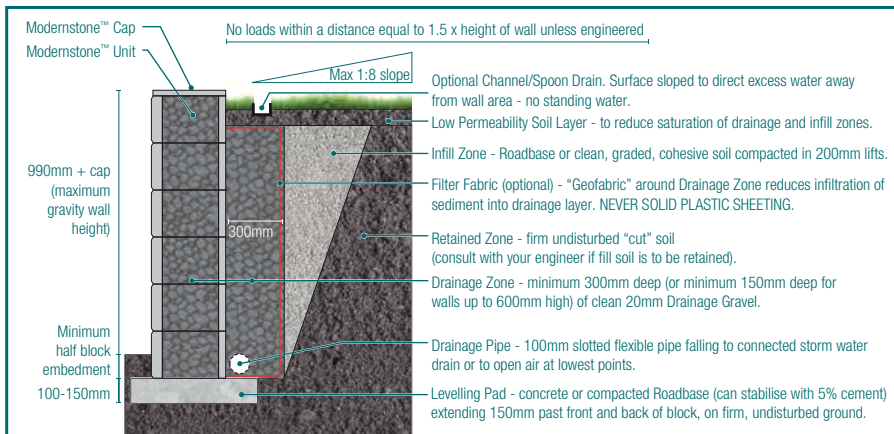 Modernstone™ Cap
Modernstone™ Unit
No loads within a distance equal to 1.5 x height of wall unless engineered
Max 1:8 slope
Optional Channel/Spoon Drain. Surface sloped to direct excess water away
from wall area - no standing water.
Low Permeability Soil Layer - to reduce saturation of drainage and infill zones.
Infill Zone - Roadbase or clean, graded, cohesive soil compacted in 200mm lifts.
990mm + cap
(maximum
gravity wall
height)
Filter Fabric (optional) - “Geofabric” around Drainage Zone reduces infiltration of
sediment into drainage layer. NEVER SOLID PLASTIC SHEETING.
300mm
Retained Zone - firm undisturbed “cut” soil
(consult with your engineer if fill soil is to be retained).
Drainage Zone - minimum 300mm deep (or minimum 150mm deep for
walls up to 600mm high) of clean 20mm Drainage Gravel.
Minimum
half block
embedment
Drainage Pipe - 100mm slotted flexible pipe falling to connected storm water
drain or to open air at lowest points.
100-150mm
Levelling Pad - concrete or compacted Roadbase (can stabilise with 5% cement)
extending 150mm past front and back of block, on firm, undisturbed ground.